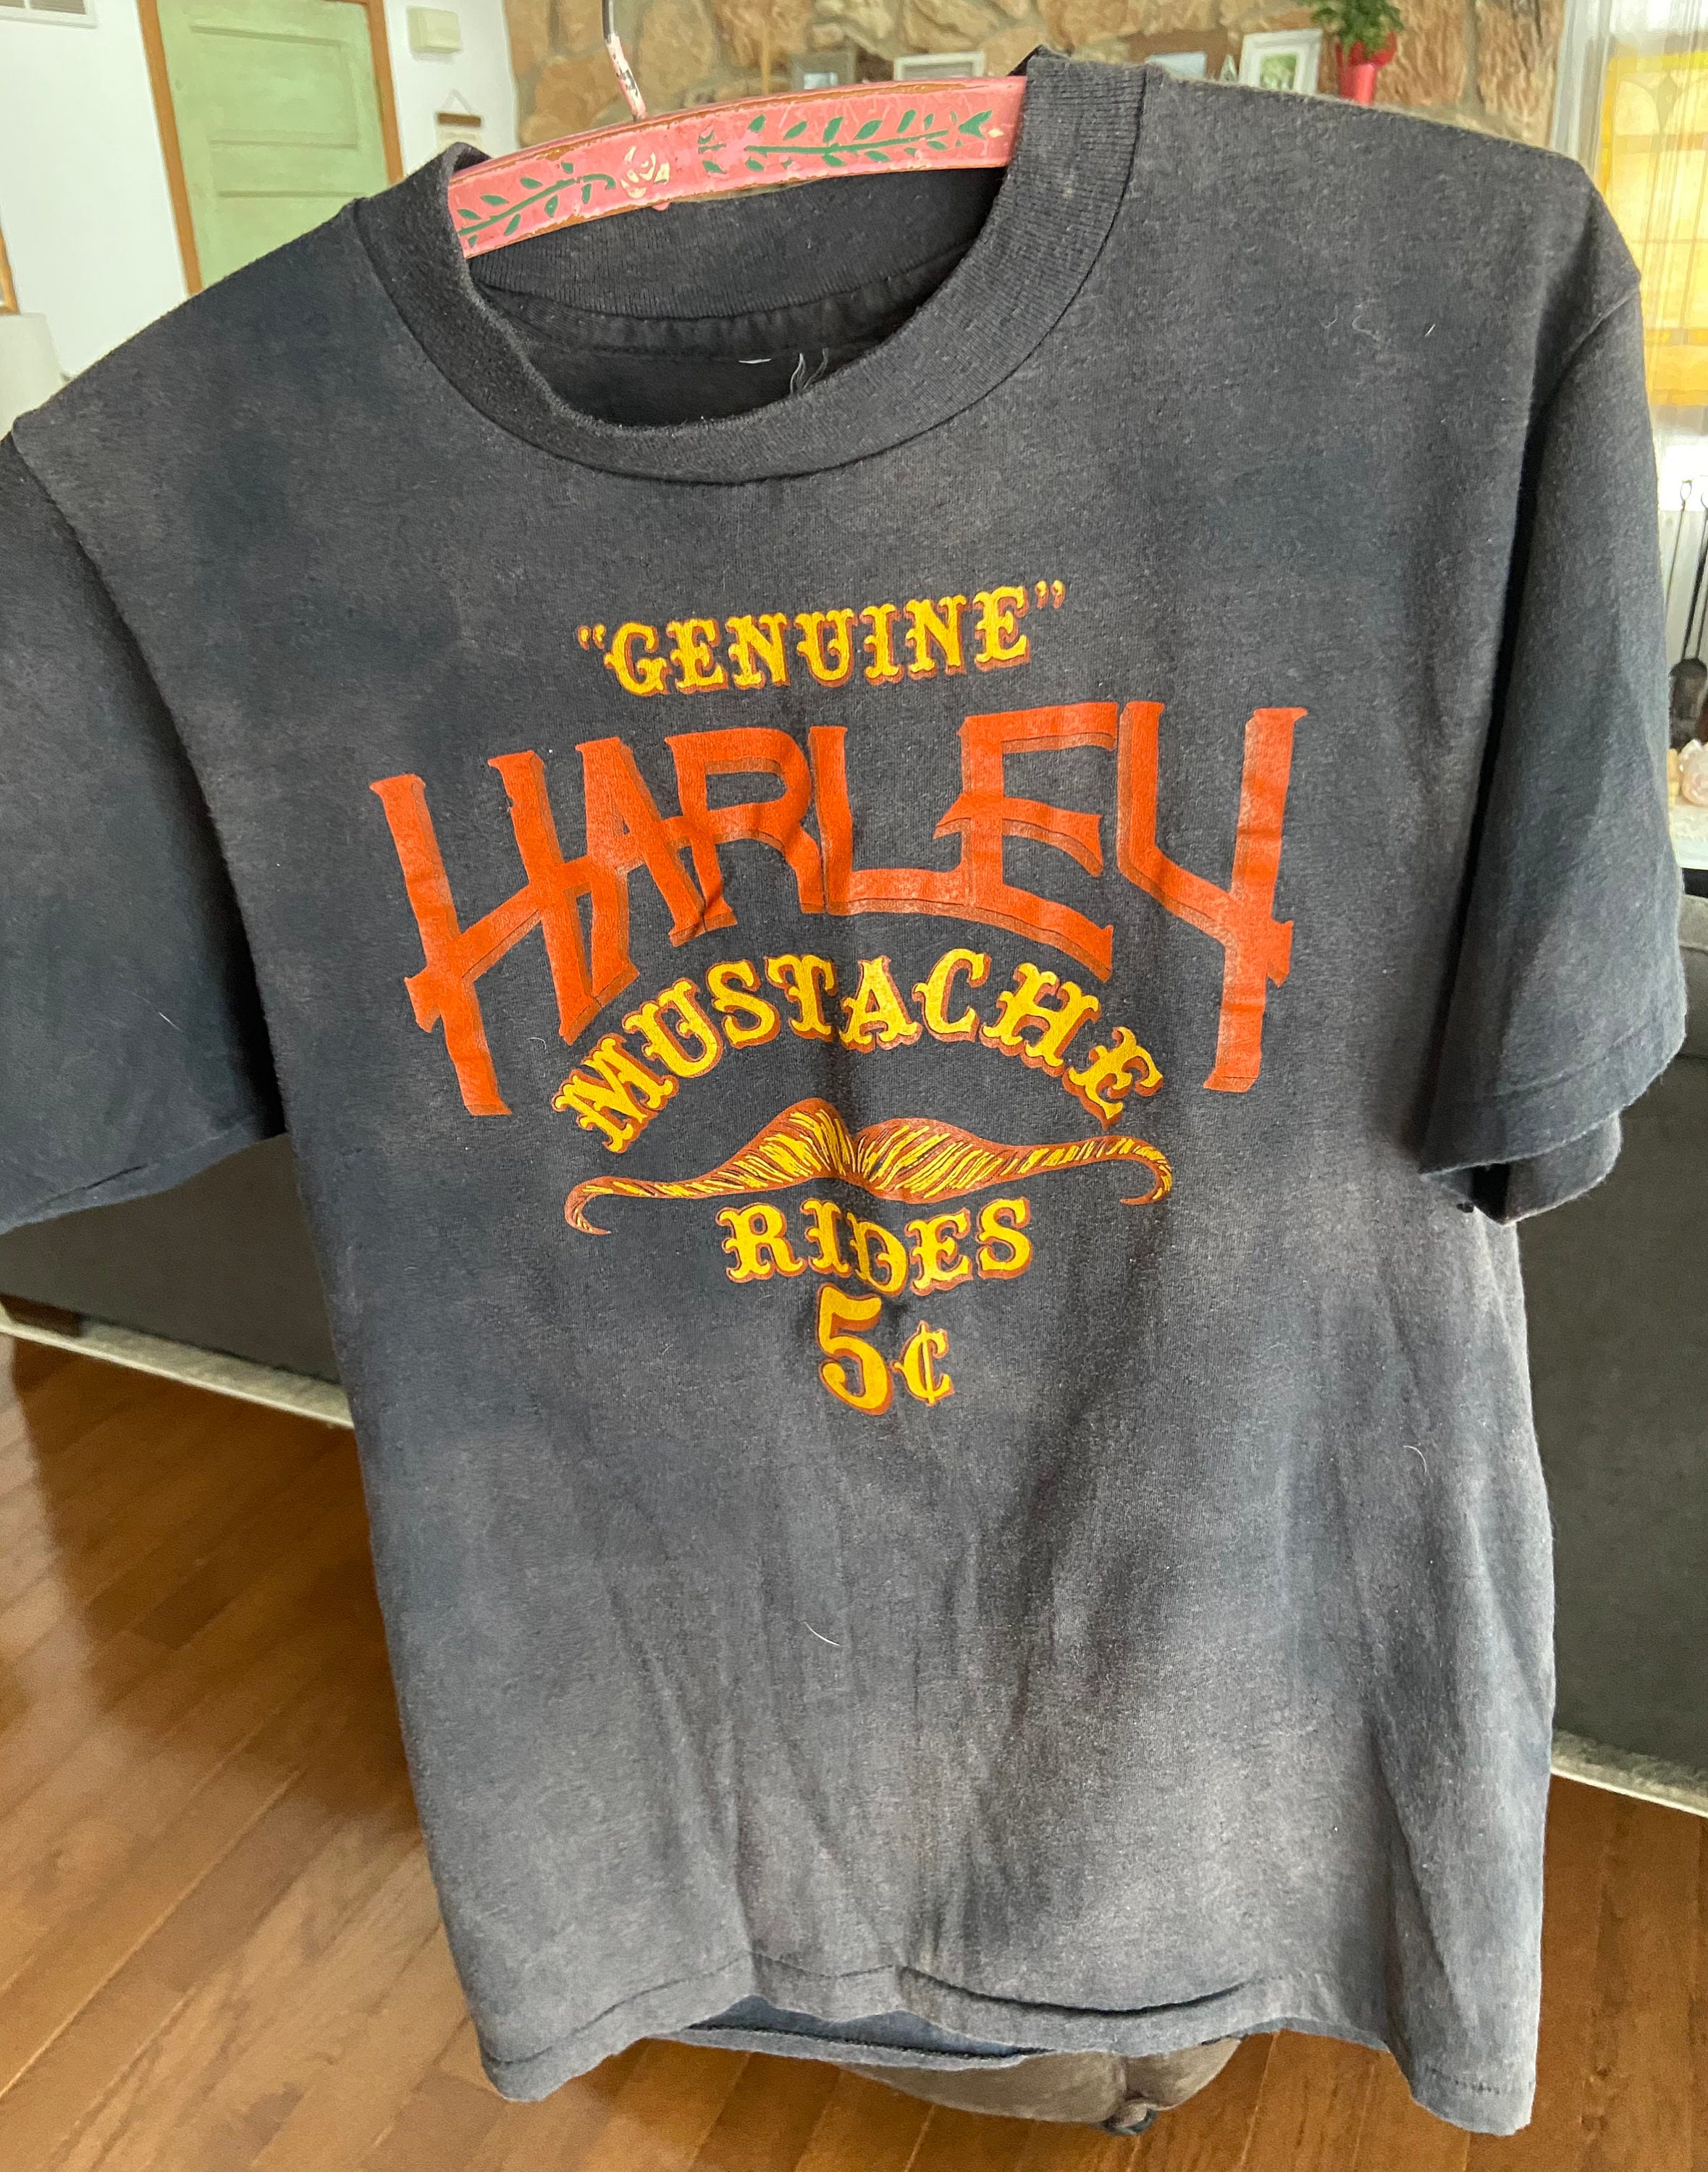 "GENUINE"
HARLEY
MUSTACHE
RIDES
5¢